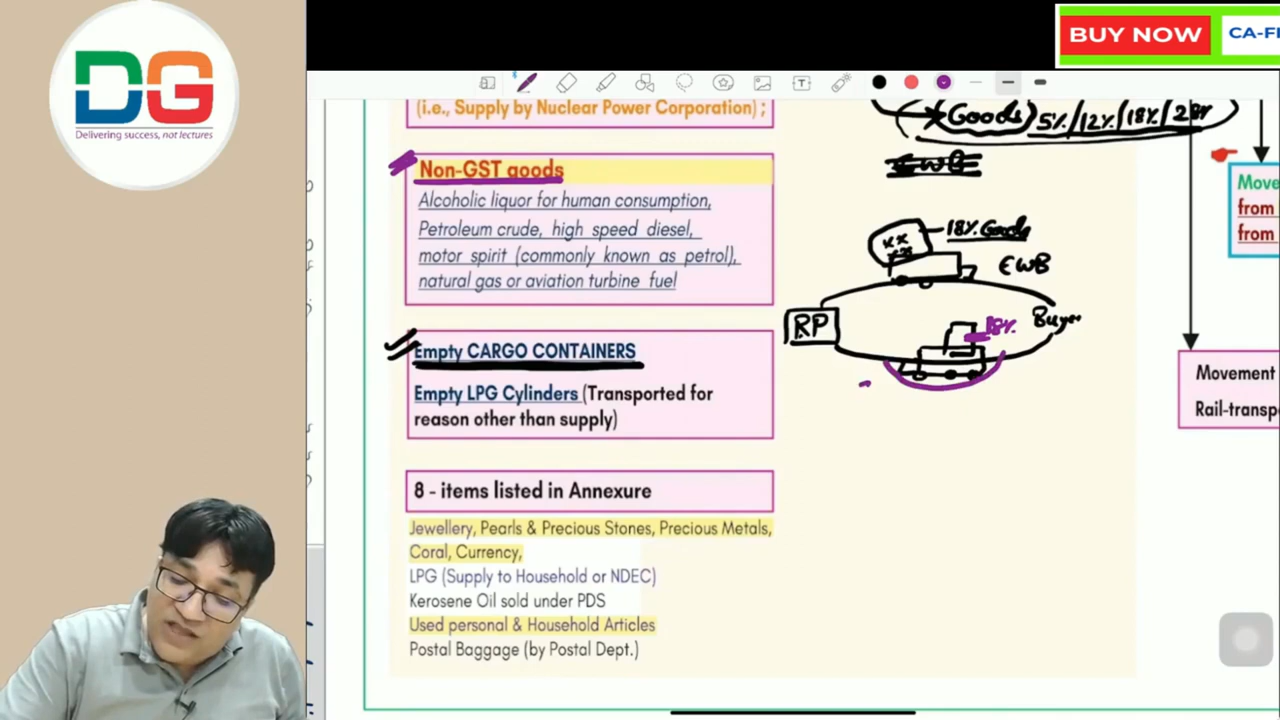 DG
Delivering success, not lectures
BUY NOW
CA-FI
(i.e., Supply by Nuclear Power Corporation) ;
Goods) 5%/12%/18%/28%
Non-GST goods
Alcoholic liquor for human consumption,
Petroleum crude, high speed diesel,
motor spirit (commonly known as petrol),
natural gas or aviation turbine fuel
18% Goods
EWB
RP
18%
Buyer
Move
from
from
Empty CARGO CONTAINERS
Empty LPG Cylinders (Transported for
reason other than supply)
Movement
Rail-transp
8 - items listed in Annexure
Jewellery, Pearls & Precious Stones, Precious Metals,
Coral, Currency,
LPG (Supply to Household or NDEC)
Kerosene Oil sold under PDS
Used personal & Household Articles
Postal Baggage (by Postal Dept.)